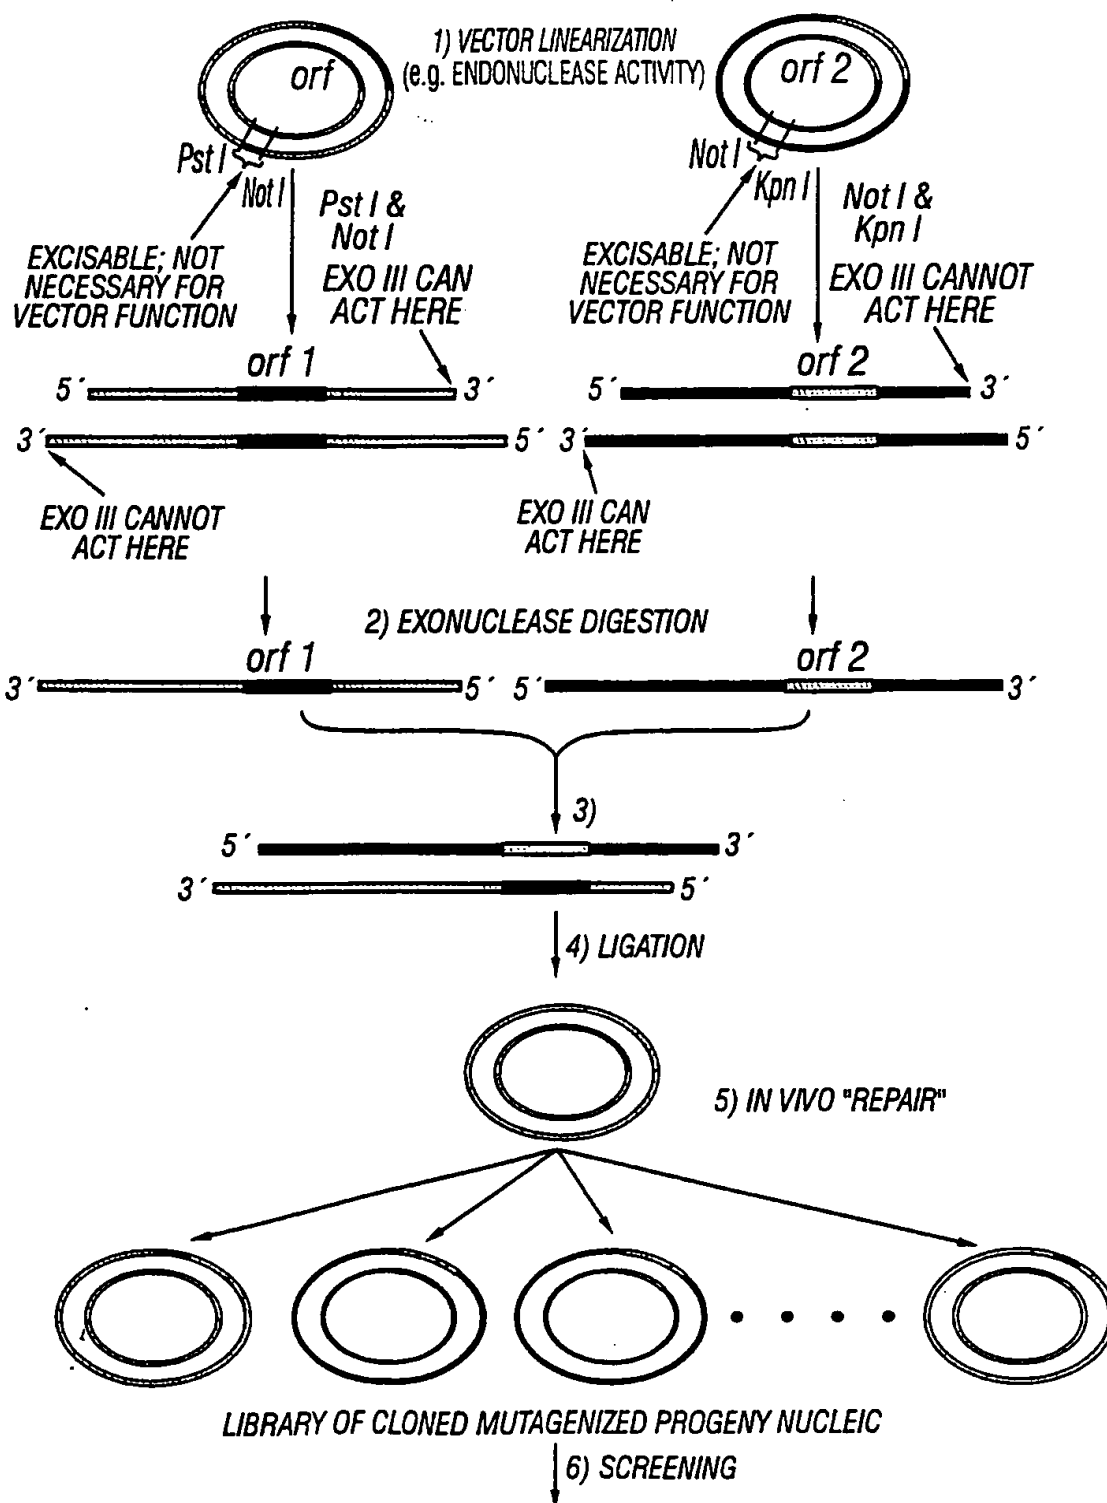 1) VECTOR LINEARIZATION
(e.g. ENDONUCLEASE ACTIVITY)
orf
orf 2
Pst I
Not I
Not I
Kpn I
Pst I &
Not I
Not I &
Kpn I
EXCISABLE; NOT
NECESSARY FOR
VECTOR FUNCTION
EXO III CAN
ACT HERE
EXCISABLE; NOT
NECESSARY FOR
VECTOR FUNCTION
EXO III CANNOT
ACT HERE
orf 1
orf 2
5´ 3´
5´ 3´
3´ 5´
3´ 5´
EXO III CANNOT
ACT HERE
EXO III CAN
ACT HERE
2) EXONUCLEASE DIGESTION
orf 1
orf 2
3´ 5´
5´ 3´
3)
5´ 3´
3´ 5´
4) LIGATION
5) IN VIVO "REPAIR"
LIBRARY OF CLONED MUTAGENIZED PROGENY NUCLEIC
6) SCREENING